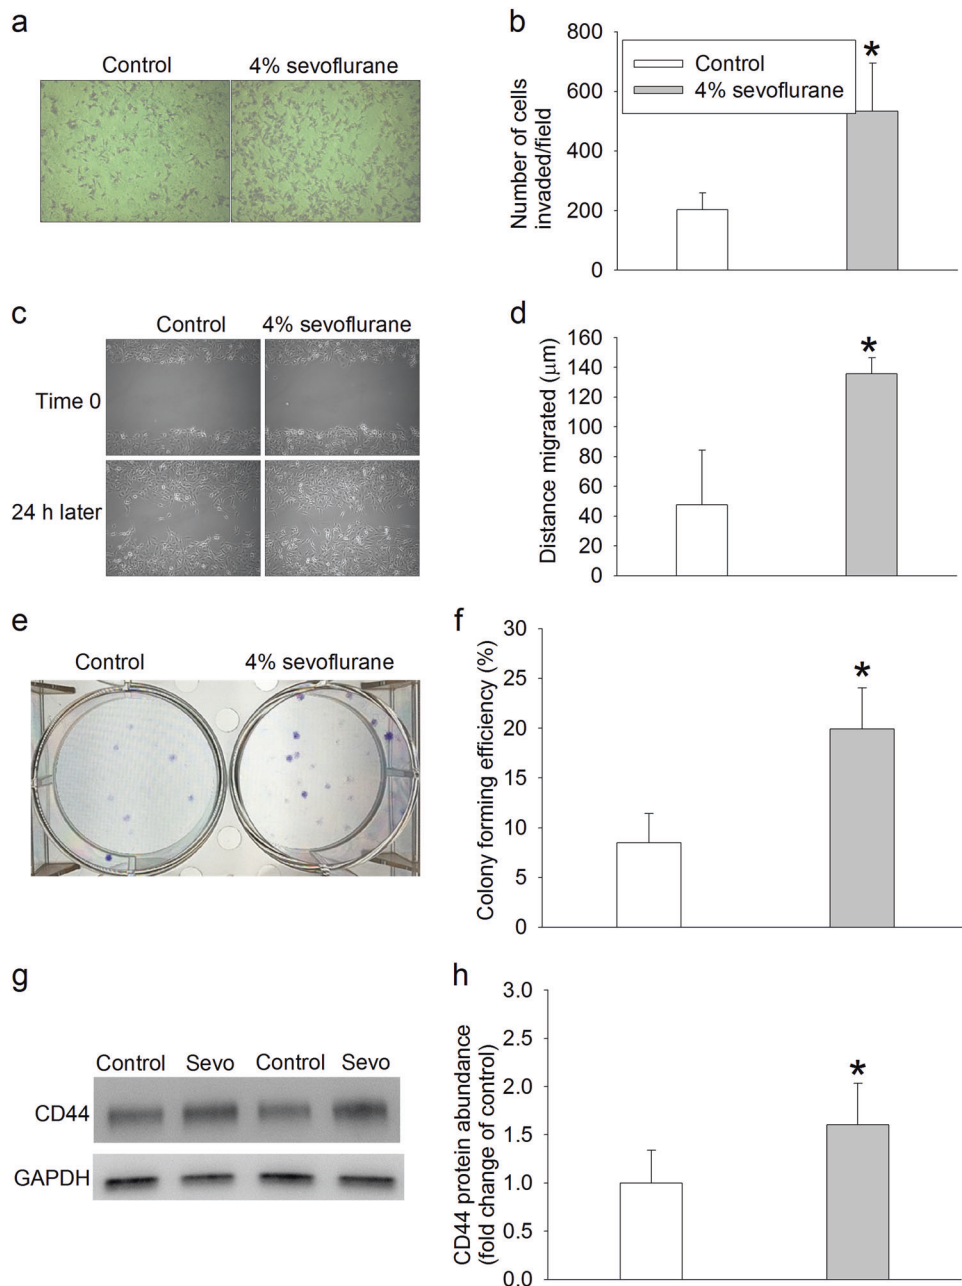 a
Control
4% sevoflurane
b
Number of cells
invaded/field
800
600
400
200
0
Control
4% sevoflurane
*
c
Control
4% sevoflurane
Time 0
24 h later
d
Distance migrated (μm)
160
140
120
100
80
60
40
20
0
*
e
Control
4% sevoflurane
f
Colony forming efficiency (%)
30
25
20
15
10
5
0
*
g
Control Sevo Control Sevo
CD44
GAPDH
h
CD44 protein abundance
(fold change of control)
3.0
2.5
2.0
1.5
1.0
0.5
0.0
*